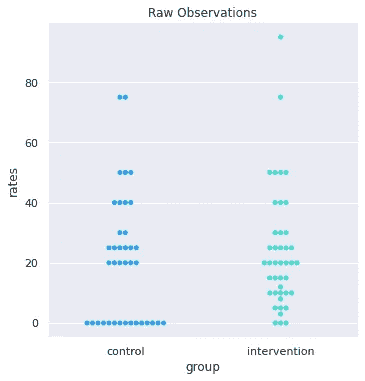 Raw Observations
80
60
40
20
0
rates
control intervention
group